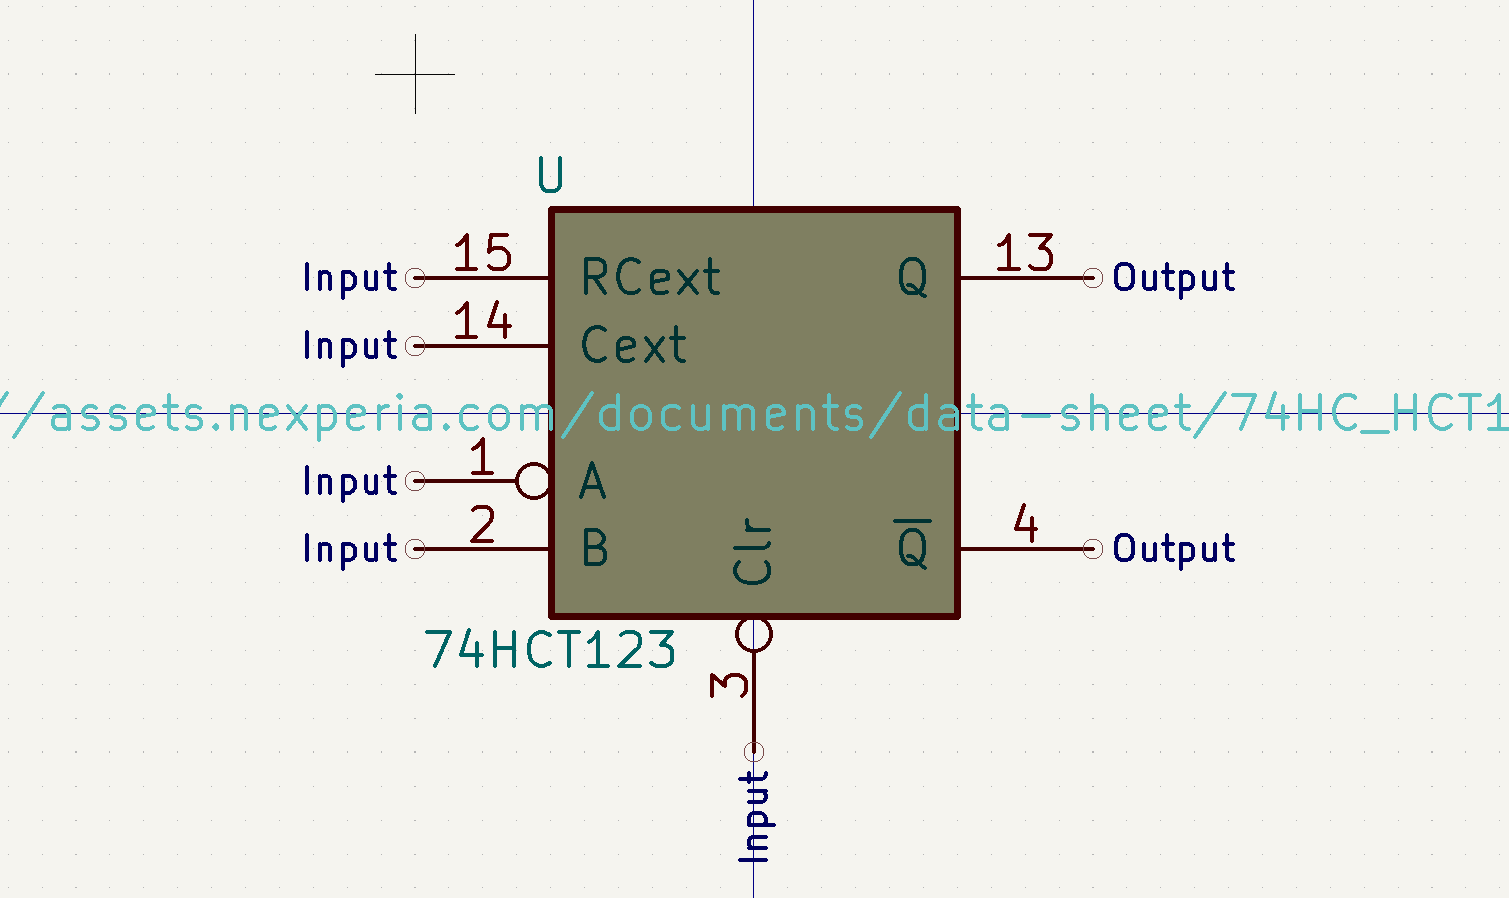 U
Input 15 RCext Q 13 Output
Input 14 Cext
//assets.nexperia.com/documents/data-sheet/74HC_HCT1
Input 1 A
Input 2 B Clr Q̅ 4 Output
74HCT123
3
Input